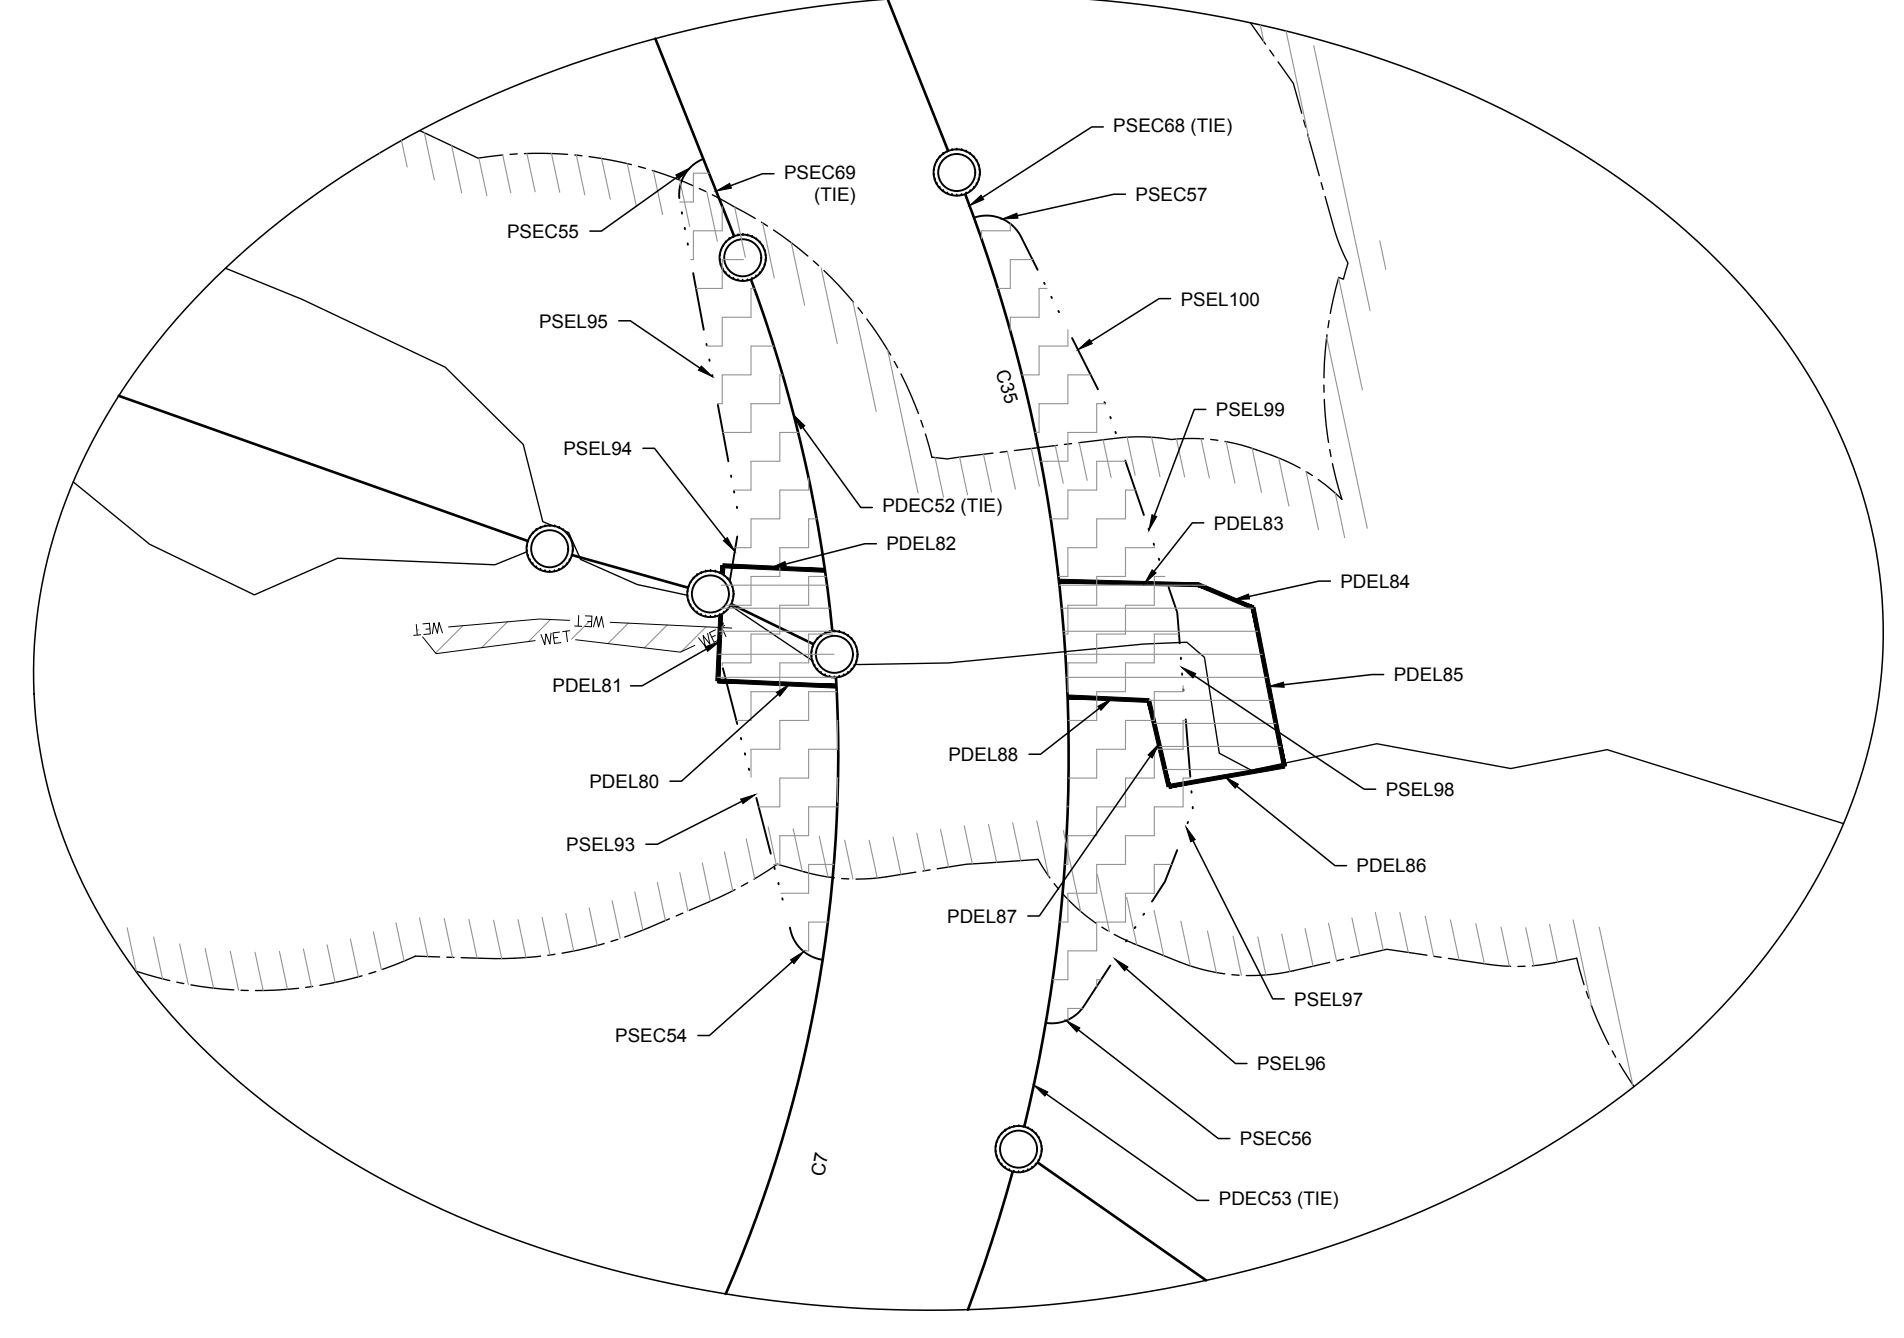 PSEC68 (TIE)
PSEC69
(TIE)
PSEC57
PSEC55
PSEL100
PSEL95
C35
PSEL99
PSEL94
PDEC52 (TIE)
PDEL83
PDEL82
PDEL84
WET
WET
WET
WET
PDEL81
PDEL85
PDEL88
PDEL80
PSEL98
PSEL93
PDEL86
PDEL87
PSEL97
PSEC54
PSEL96
PSEC56
C7
PDEC53 (TIE)